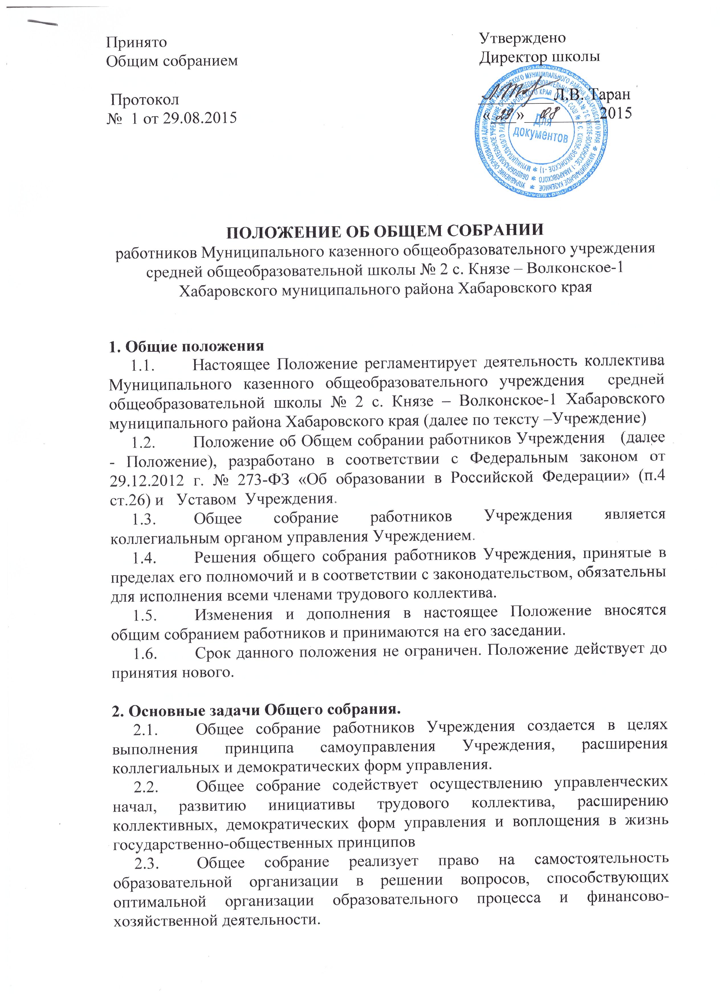 Принято
Общим собранием
Протокол
№ 1 от 29.08.2015
Утверждено
Директор школы
Л.В. Таран
« 29 » 08 2015
Для
документов
ПОЛОЖЕНИЕ ОБ ОБЩЕМ СОБРАНИИ
работников Муниципального казенного общеобразовательного учреждения
средней общеобразовательной школы № 2 с. Князе – Волконское-1
Хабаровского муниципального района Хабаровского края
1. Общие положения
1.1. Настоящее Положение регламентирует деятельность коллектива
Муниципального казенного общеобразовательного учреждения средней
общеобразовательной школы № 2 с. Князе – Волконское-1 Хабаровского
муниципального района Хабаровского края (далее по тексту –Учреждение)
1.2. Положение об Общем собрании работников Учреждения (далее
- Положение), разработано в соответствии с Федеральным законом от
29.12.2012 г. № 273-ФЗ «Об образовании в Российской Федерации» (п.4
ст.26) и Уставом Учреждения.
1.3. Общее собрание работников Учреждения является
коллегиальным органом управления Учреждением.
1.4. Решения общего собрания работников Учреждения, принятые в
пределах его полномочий и в соответствии с законодательством, обязательны
для исполнения всеми членами трудового коллектива.
1.5. Изменения и дополнения в настоящее Положение вносятся
общим собранием работников и принимаются на его заседании.
1.6. Срок данного положения не ограничен. Положение действует до
принятия нового.
2. Основные задачи Общего собрания.
2.1. Общее собрание работников Учреждения создается в целях
выполнения принципа самоуправления Учреждения, расширения
коллегиальных и демократических форм управления.
2.2. Общее собрание содействует осуществлению управленческих
начал, развитию инициативы трудового коллектива, расширению
коллективных, демократических форм управления и воплощения в жизнь
государственно-общественных принципов
2.3. Общее собрание реализует право на самостоятельность
образовательной организации в решении вопросов, способствующих
оптимальной организации образовательного процесса и финансово-
хозяйственной деятельности.